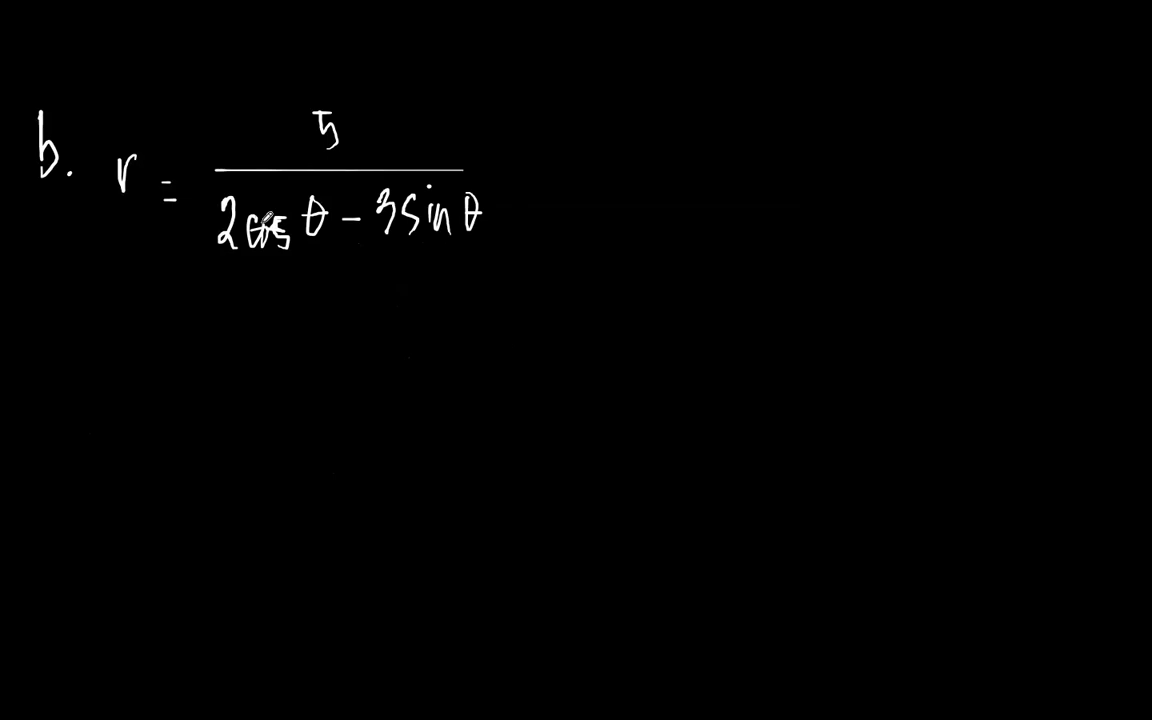 b. r = 5 / (2cos θ - 3sin θ)